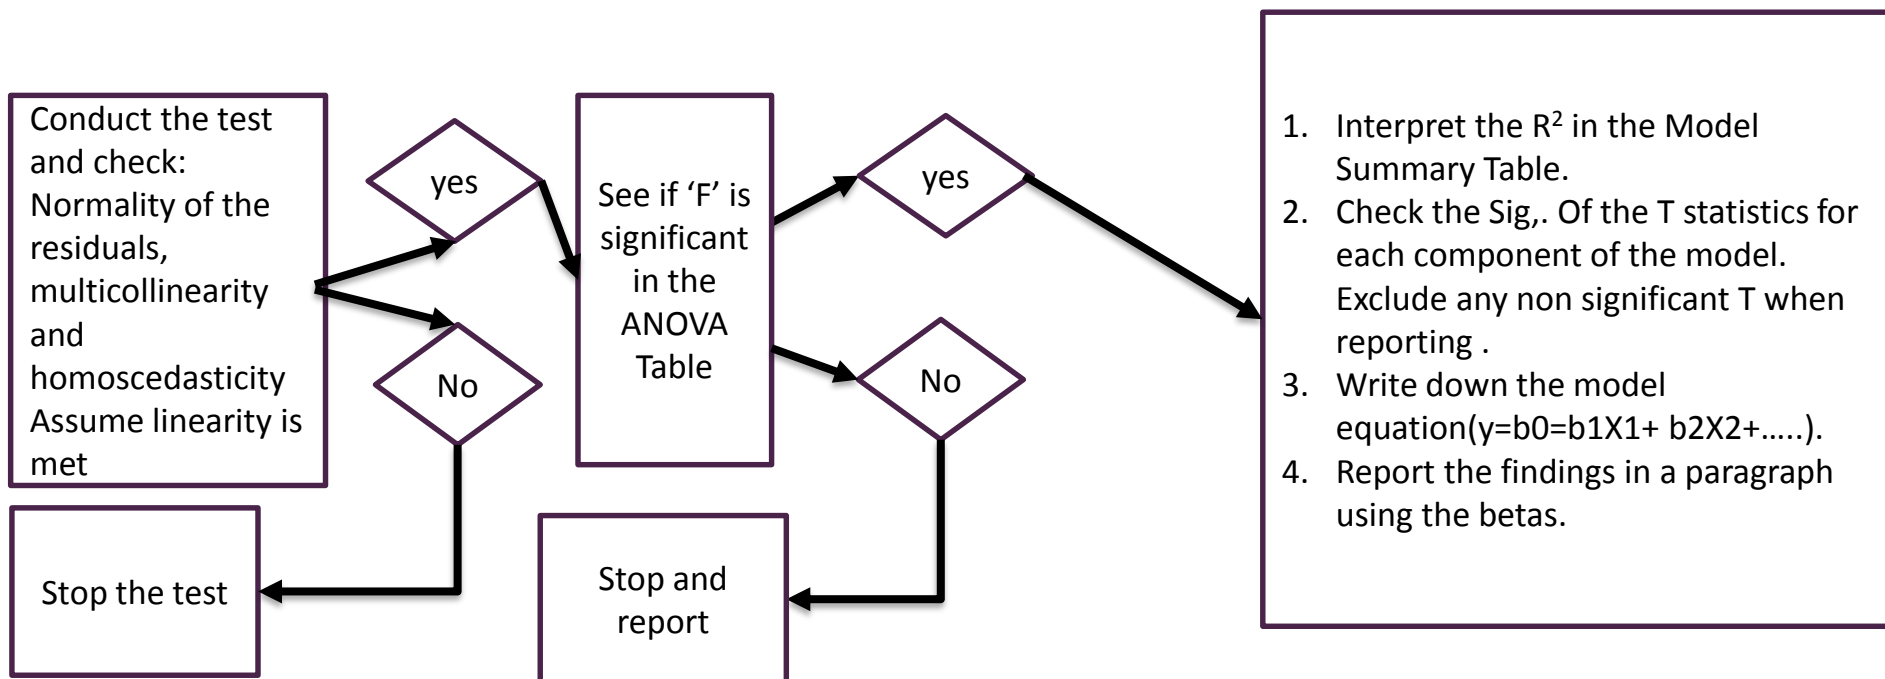 Conduct the test
and check:
Normality of the
residuals,
multicollinearity
and
homoscedasticity
Assume linearity is
met
yes
No
Stop the test
See if ‘F’ is
significant
in the
ANOVA
Table
yes
No
Stop and
report
1. Interpret the R² in the Model
Summary Table.
2. Check the Sig,. Of the T statistics for
each component of the model.
Exclude any non significant T when
reporting .
3. Write down the model
equation(y=b0=b1X1+ b2X2+…..).
4. Report the findings in a paragraph
using the betas.